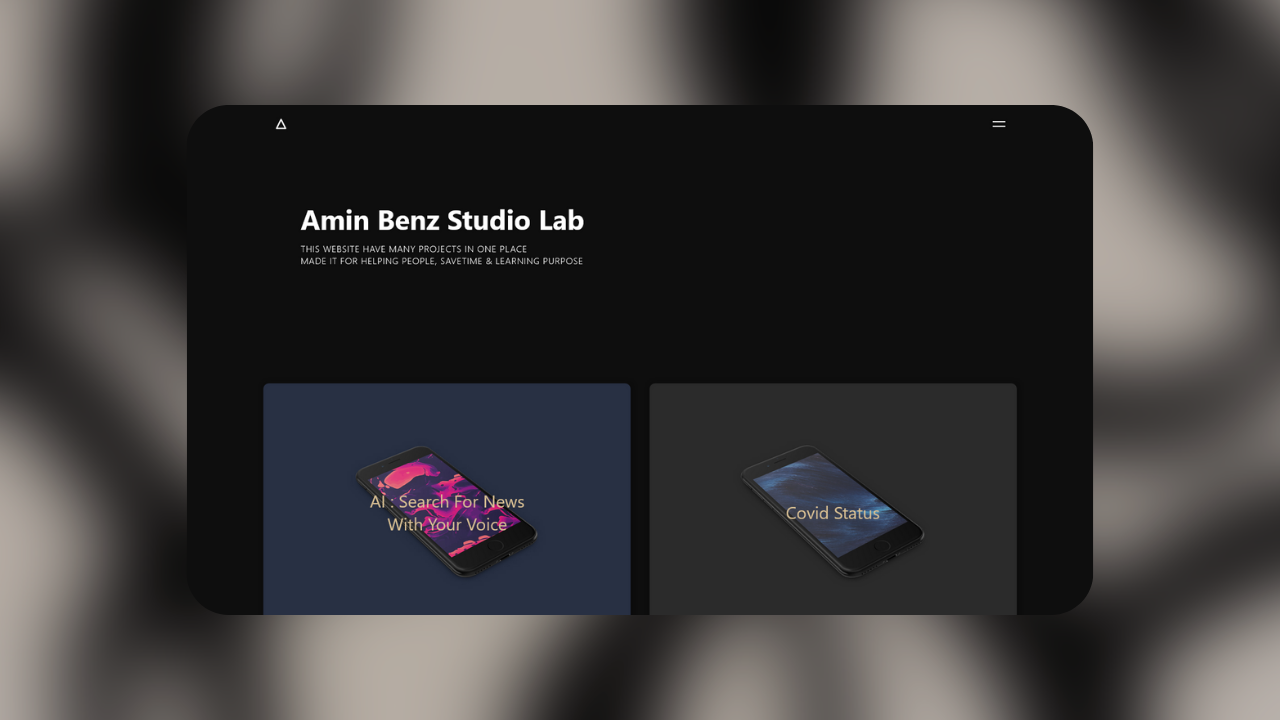 Amin Benz Studio Lab
THIS WEBSITE HAVE MANY PROJECTS IN ONE PLACE
MADE IT FOR HELPING PEOPLE, SAVETIME & LEARNING PURPOSE
AI : Search For News
With Your Voice
Covid Status